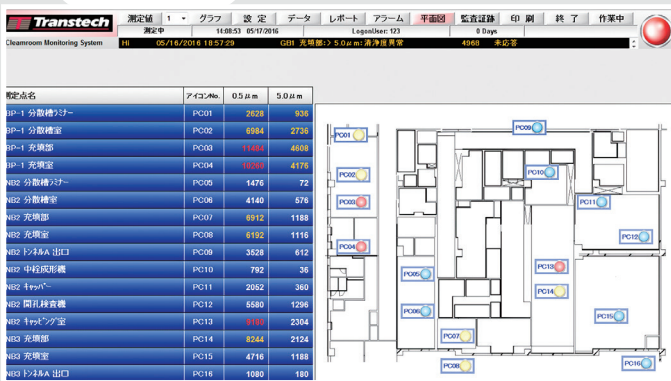 Transtech
Cleamroom Monitoring System
測定値 1 グラフ 設 定 データ レポート アラーム 平面図 監査証跡 印 刷 終 了 作業中
測定中 14:08:53 05/17/2016 LogonUser: 123 0 Days
Hi 05/16/2016 18:57:29 GB1 充填部:> 5.0μm:清浄度異常 4968 未応答
測定点名 アイコンNo. 0.5μm 5.0μm
BP-1 分散槽ラミナー PC01 2628 936
BP-1 分散槽室 PC02 6984 2736
BP-1 充填部 PC03 11484 4608
BP-1 充填室 PC04 4176
NB2 分散槽ラミナー PC05 1476 72
NB2 分散槽室 PC06 4140 576
NB2 充填部 PC07 6912 1188
NB2 充填室 PC08 6192 1116
NB2 トンネルA 出口 PC09 3528 612
NB2 中栓成形機 PC10 792 36
NB2 キャッパー PC11 2052 360
NB2 開孔検査機 PC12 5580 1296
NB2 キャッピング室 PC13 2304
NB3 充填部 PC14 8244 2124
NB3 充填室 PC15 4716 1188
NB3 トンネルA 出口 PC16 1080 180
PC01
PC09
PC02
PC10
PC03
PC11
PC04
PC12
PC05
PC13
PC14
PC06
PC15
PC07
PC08
PC16